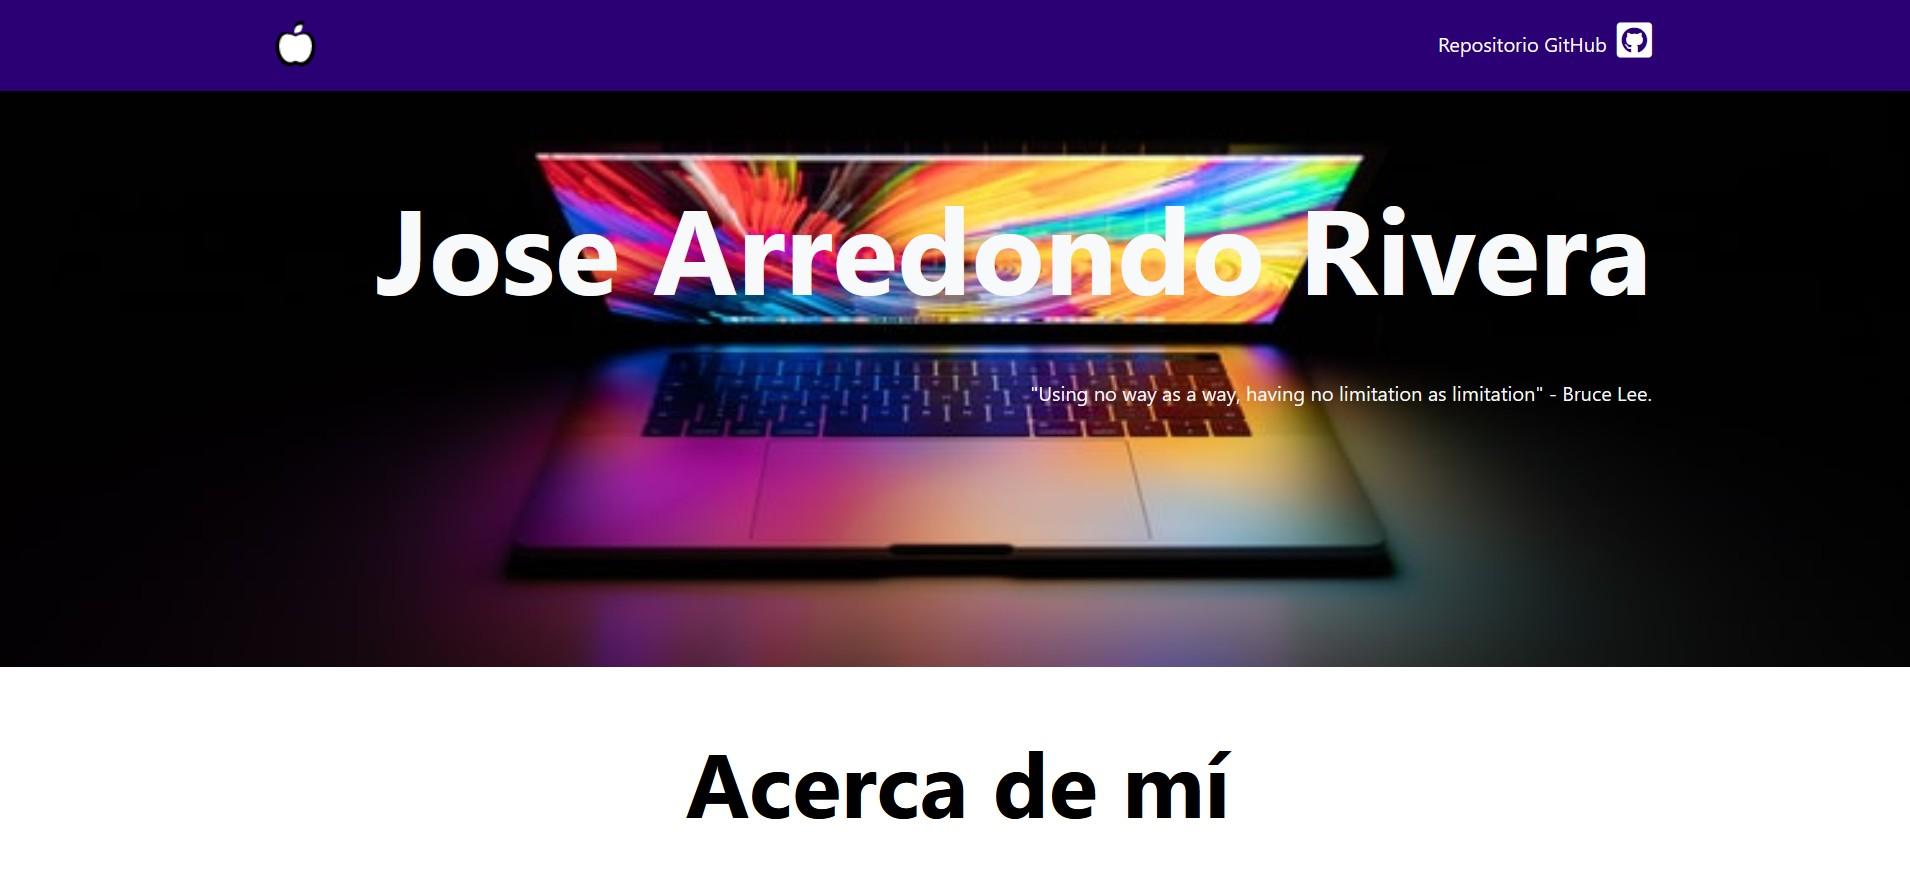 Repositorio GitHub
Jose Arredondo Rivera
"Using no way as a way, having no limitation as limitation" - Bruce Lee.
Acerca de mí